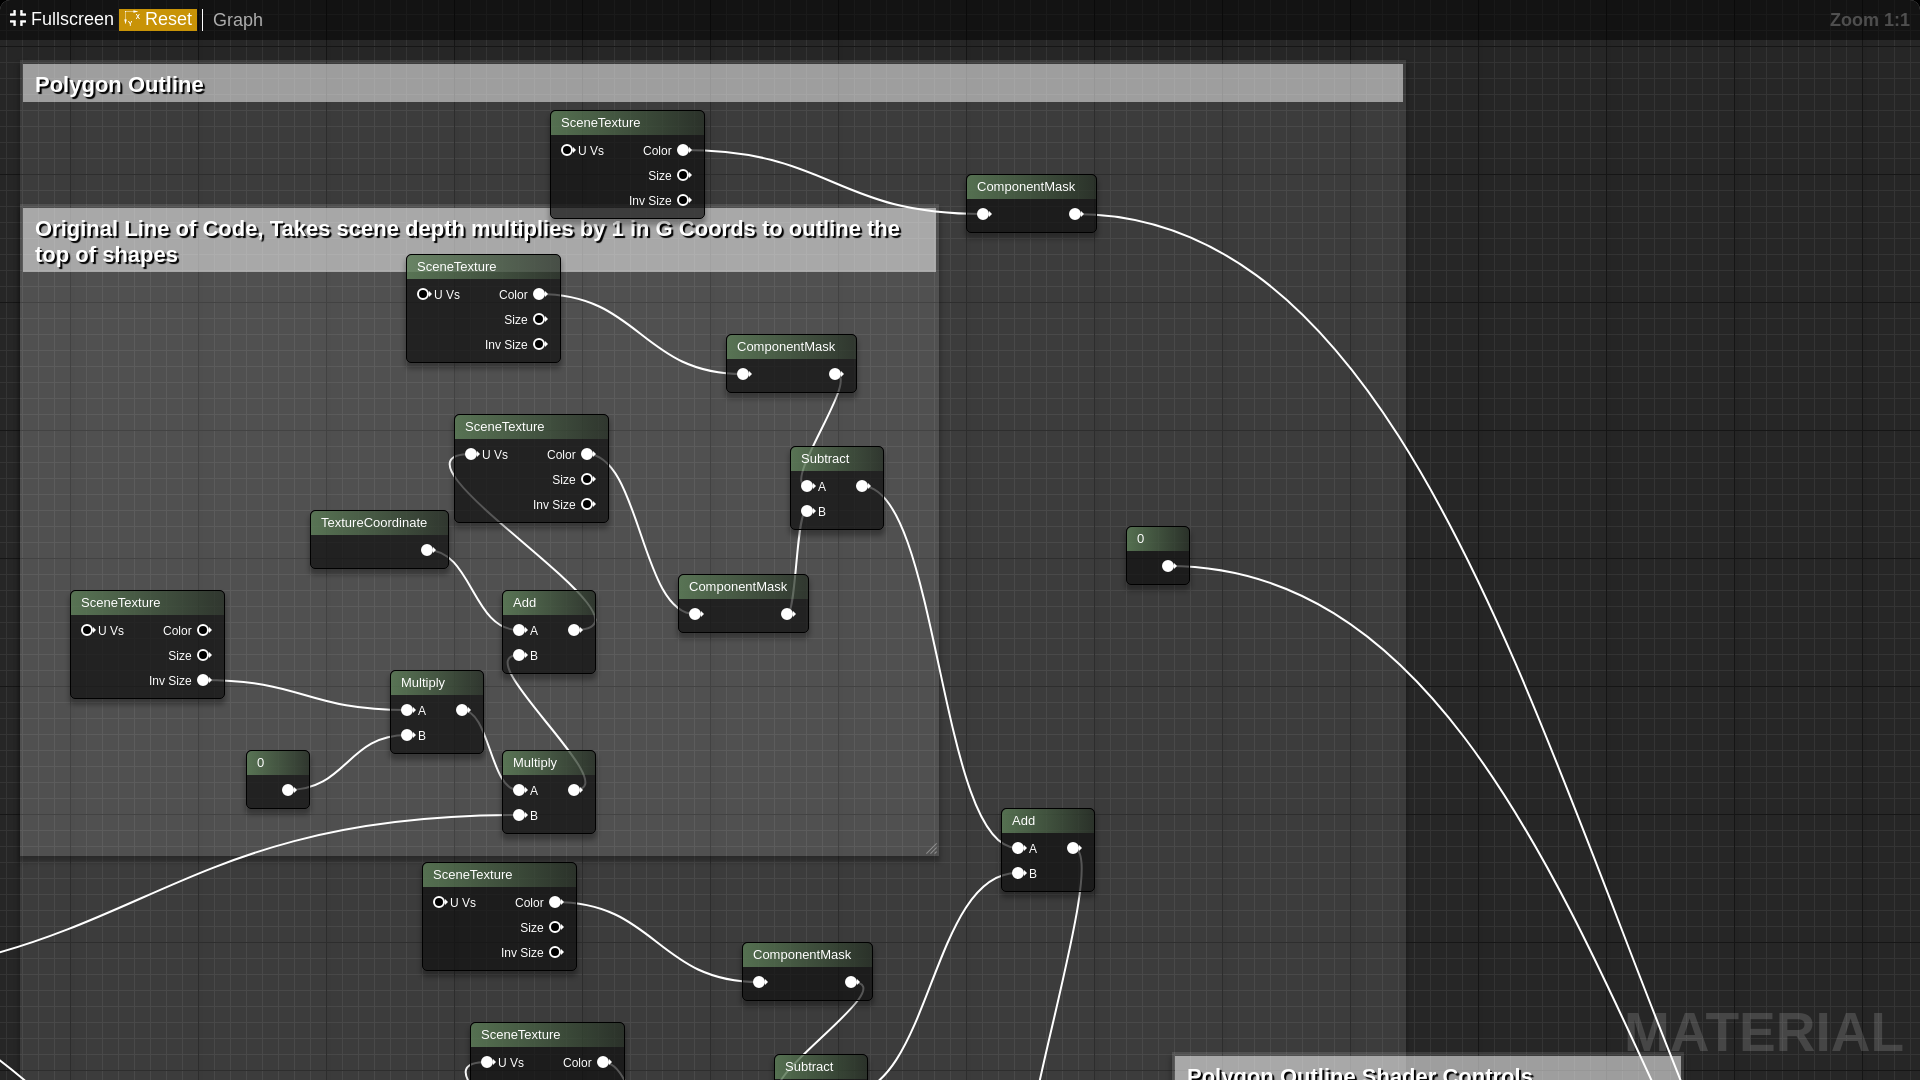 Fullscreen Reset Graph Zoom 1:1
Polygon Outline
SceneTexture
U Vs Color
Size
Inv Size
ComponentMask
Original Line of Code, Takes scene depth multiplies by 1 in G Coords to outline the
top of shapes
SceneTexture
U Vs Color
Size
Inv Size
ComponentMask
SceneTexture
U Vs Color
Size
Inv Size
Subtract
A
B
TextureCoordinate
0
ComponentMask
SceneTexture
U Vs Color
Size
Inv Size
Add
A
B
Multiply
A
B
0
Multiply
A
B
Add
A
B
SceneTexture
U Vs Color
Size
Inv Size
ComponentMask
SceneTexture
U Vs Color
Subtract
MATERIAL
Polygon Outline Shader Controls